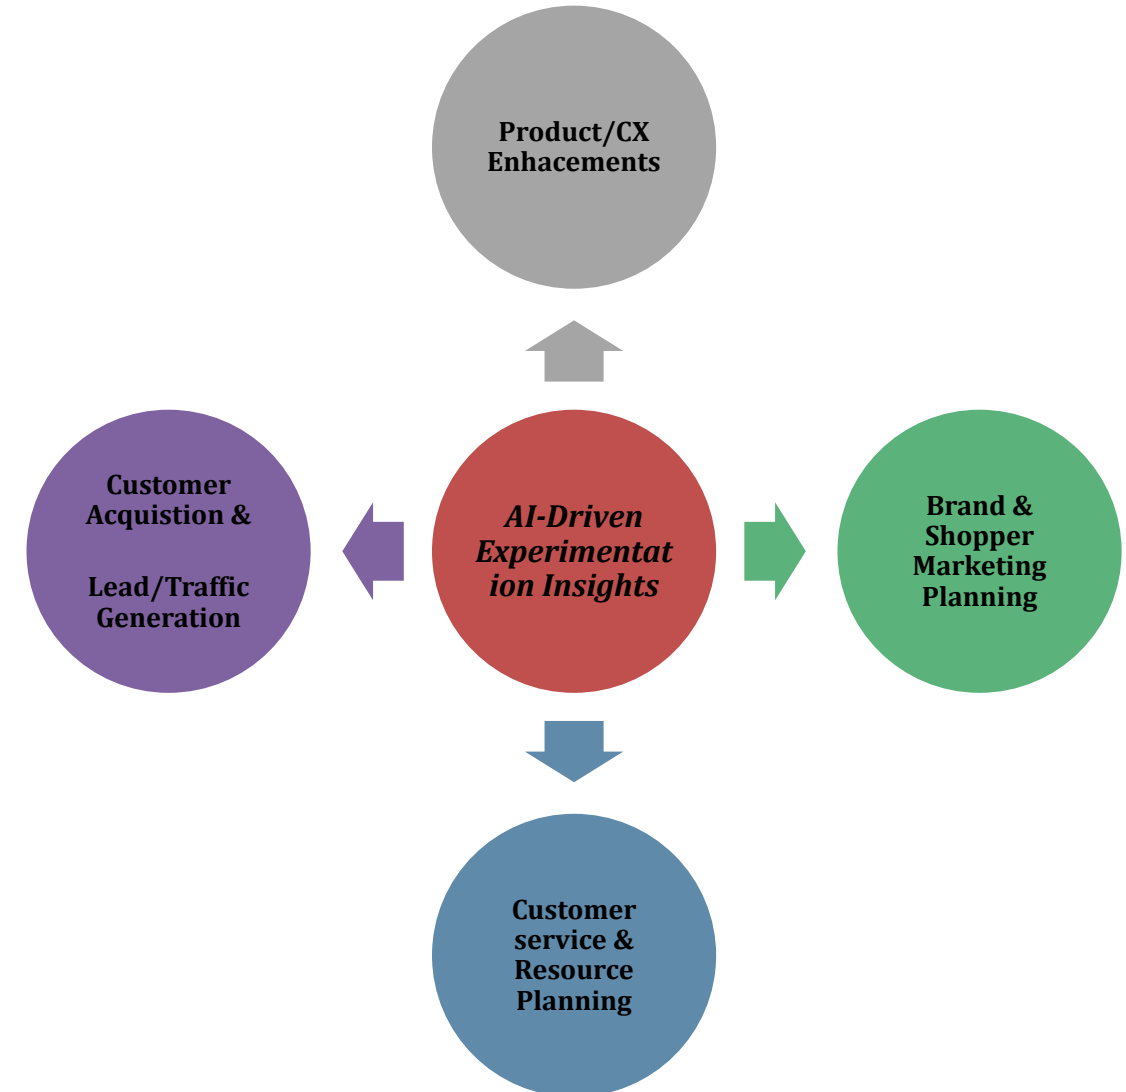 Product/CX
Enhacements
Customer
Acquistion &
Lead/Traffic
Generation
AI-Driven
Experimentat
ion Insights
Brand &
Shopper
Marketing
Planning
Customer
service &
Resource
Planning